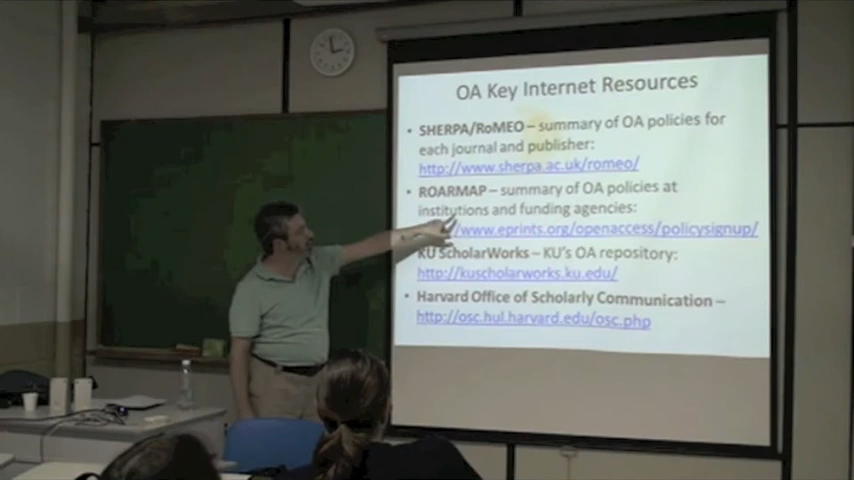 OA Key Internet Resources
• SHERPA/RoMEO – summary of OA policies for
each journal and publisher:
http://www.sherpa.ac.uk/romeo/
• ROARMAP – summary of OA policies at
institutions and funding agencies:
/www.eprints.org/openaccess/policysignup/
KU ScholarWorks – KU's OA repository:
http://kuscholarworks.ku.edu/
• Harvard Office of Scholarly Communication –
http://osc.hul.harvard.edu/osc.php